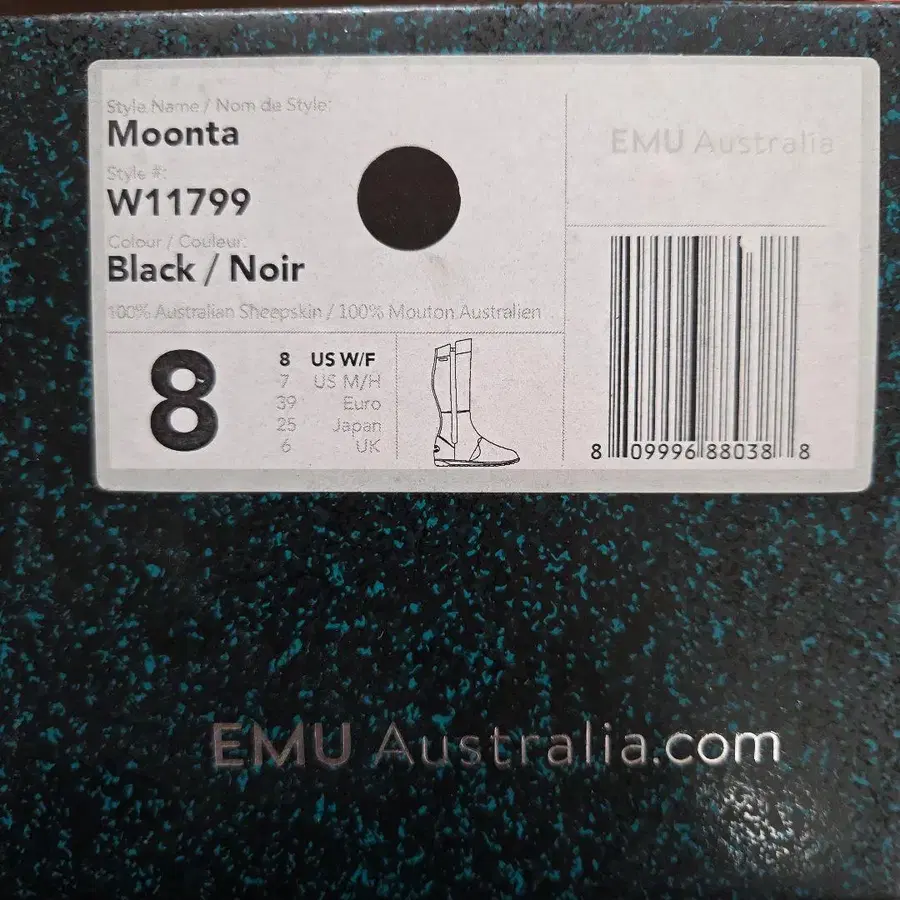 Style Name / Nom de Style:
Moonta
Style #:
W11799
Colour / Couleur:
Black / Noir
100% Australian Sheepskin / 100% Mouton Australien
EMU Australia
8
8 US W/F
7 US M/H
39 Euro
25 Japan
6 UK
8 09996 88038 8
EMU Australia.com